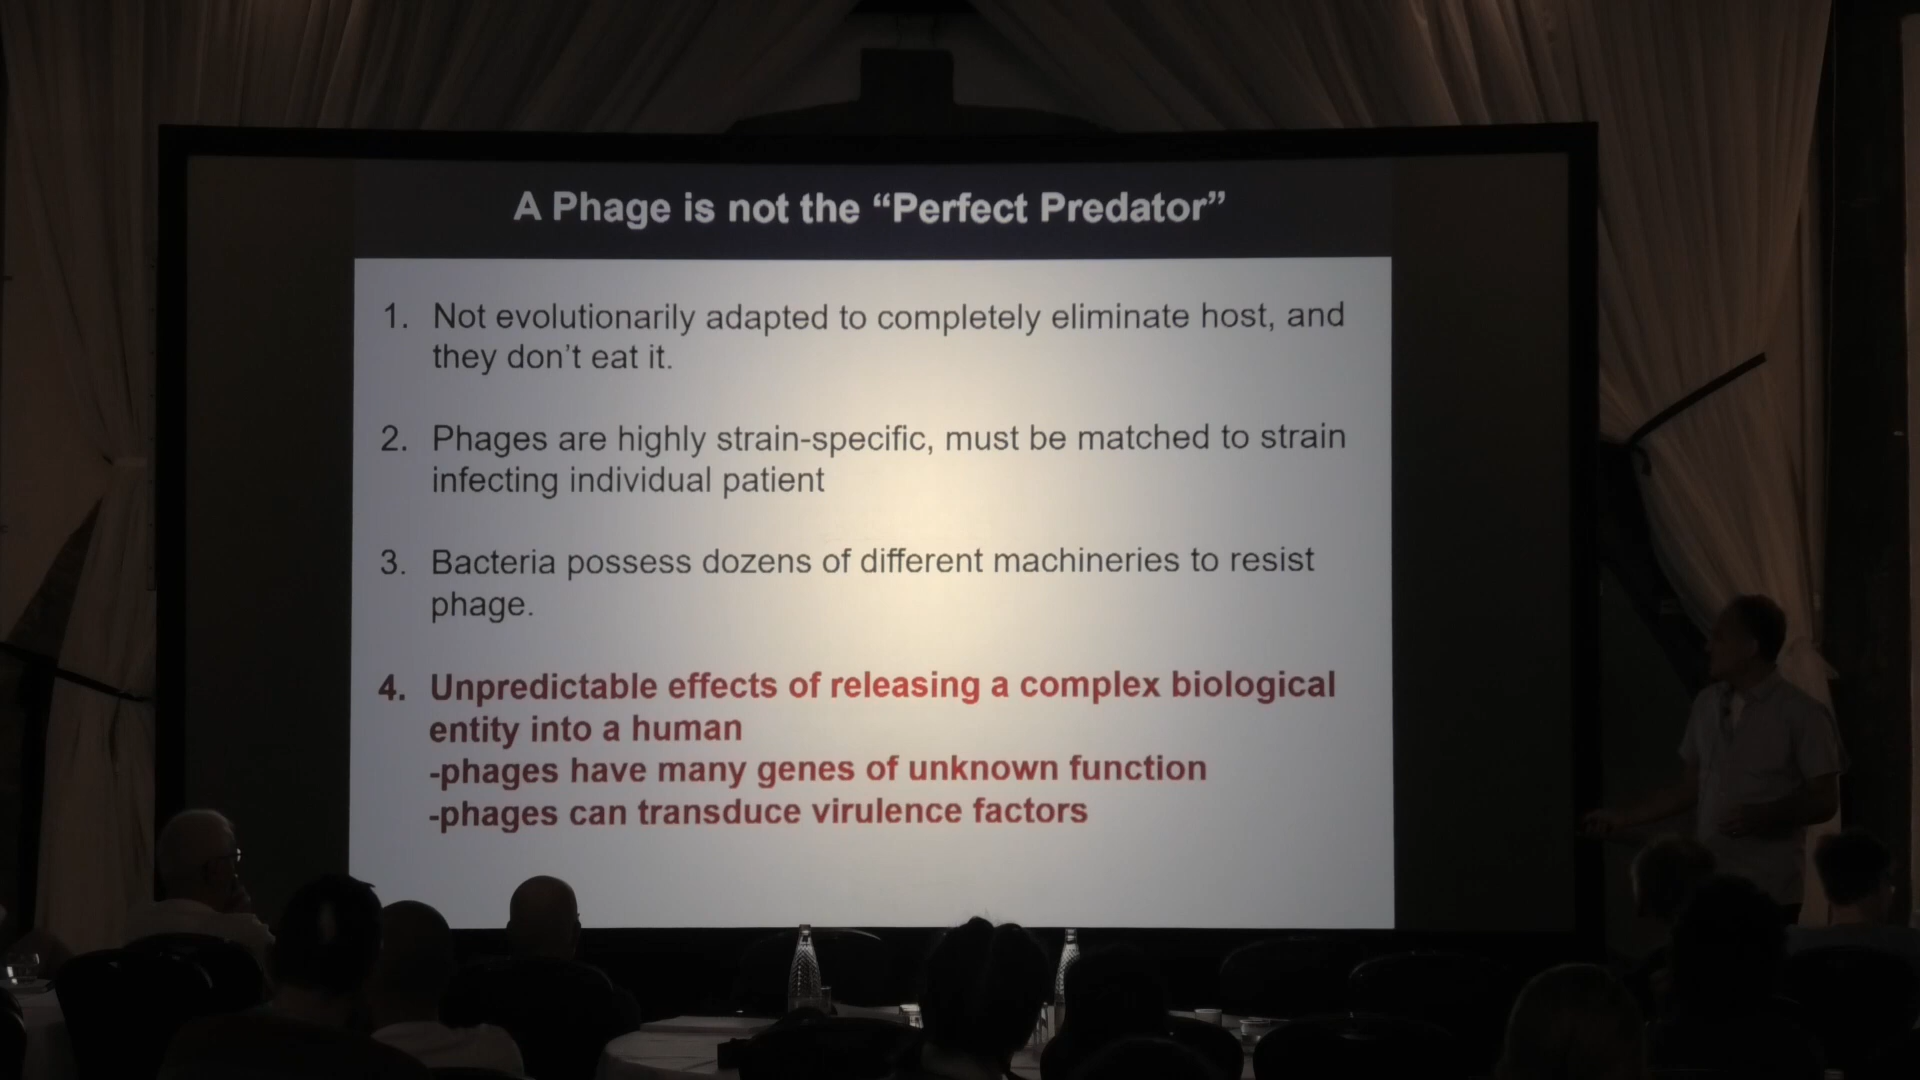 A Phage is not the “Perfect Predator”
1. Not evolutionarily adapted to completely eliminate host, and
they don’t eat it.
2. Phages are highly strain-specific, must be matched to strain
infecting individual patient
3. Bacteria possess dozens of different machineries to resist
phage.
4. Unpredictable effects of releasing a complex biological
entity into a human
-phages have many genes of unknown function
-phages can transduce virulence factors